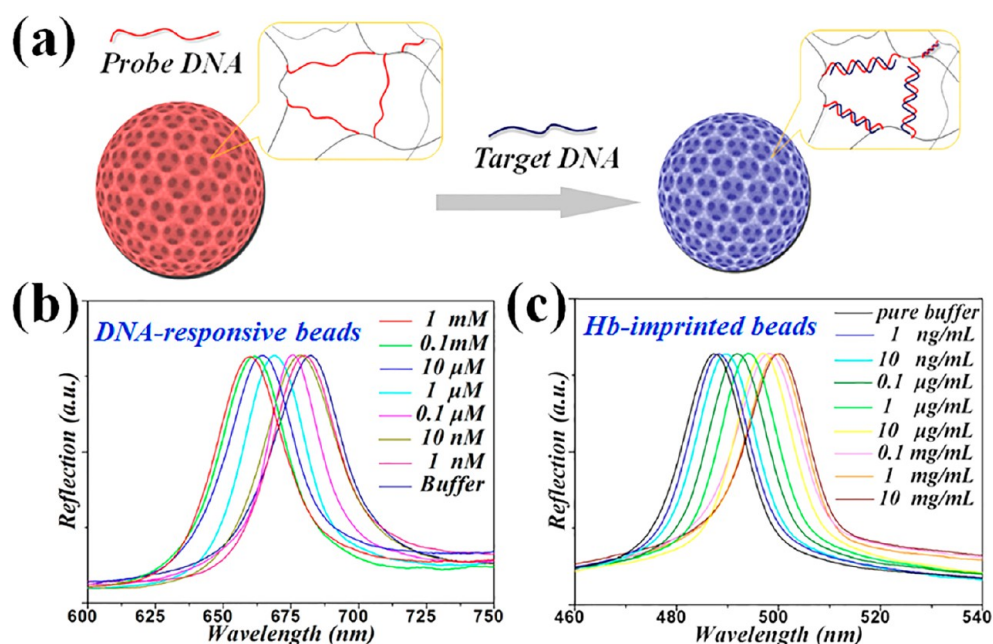 (a)
Probe DNA
Target DNA
(b)
DNA-responsive beads
1 mM
0.1mM
10 μM
1 μM
0.1 μM
10 nM
1 nM
Buffer
Reflection (a.u.)
600 625 650 675 700 725 750
Wavelength (nm)
(c)
Hb-imprinted beads
pure buffer
1 ng/mL
10 ng/mL
0.1 μg/mL
1 μg/mL
10 μg/mL
0.1 mg/mL
1 mg/mL
10 mg/mL
Reflection (a.u.)
460 480 500 520 540
Wavelength (nm)